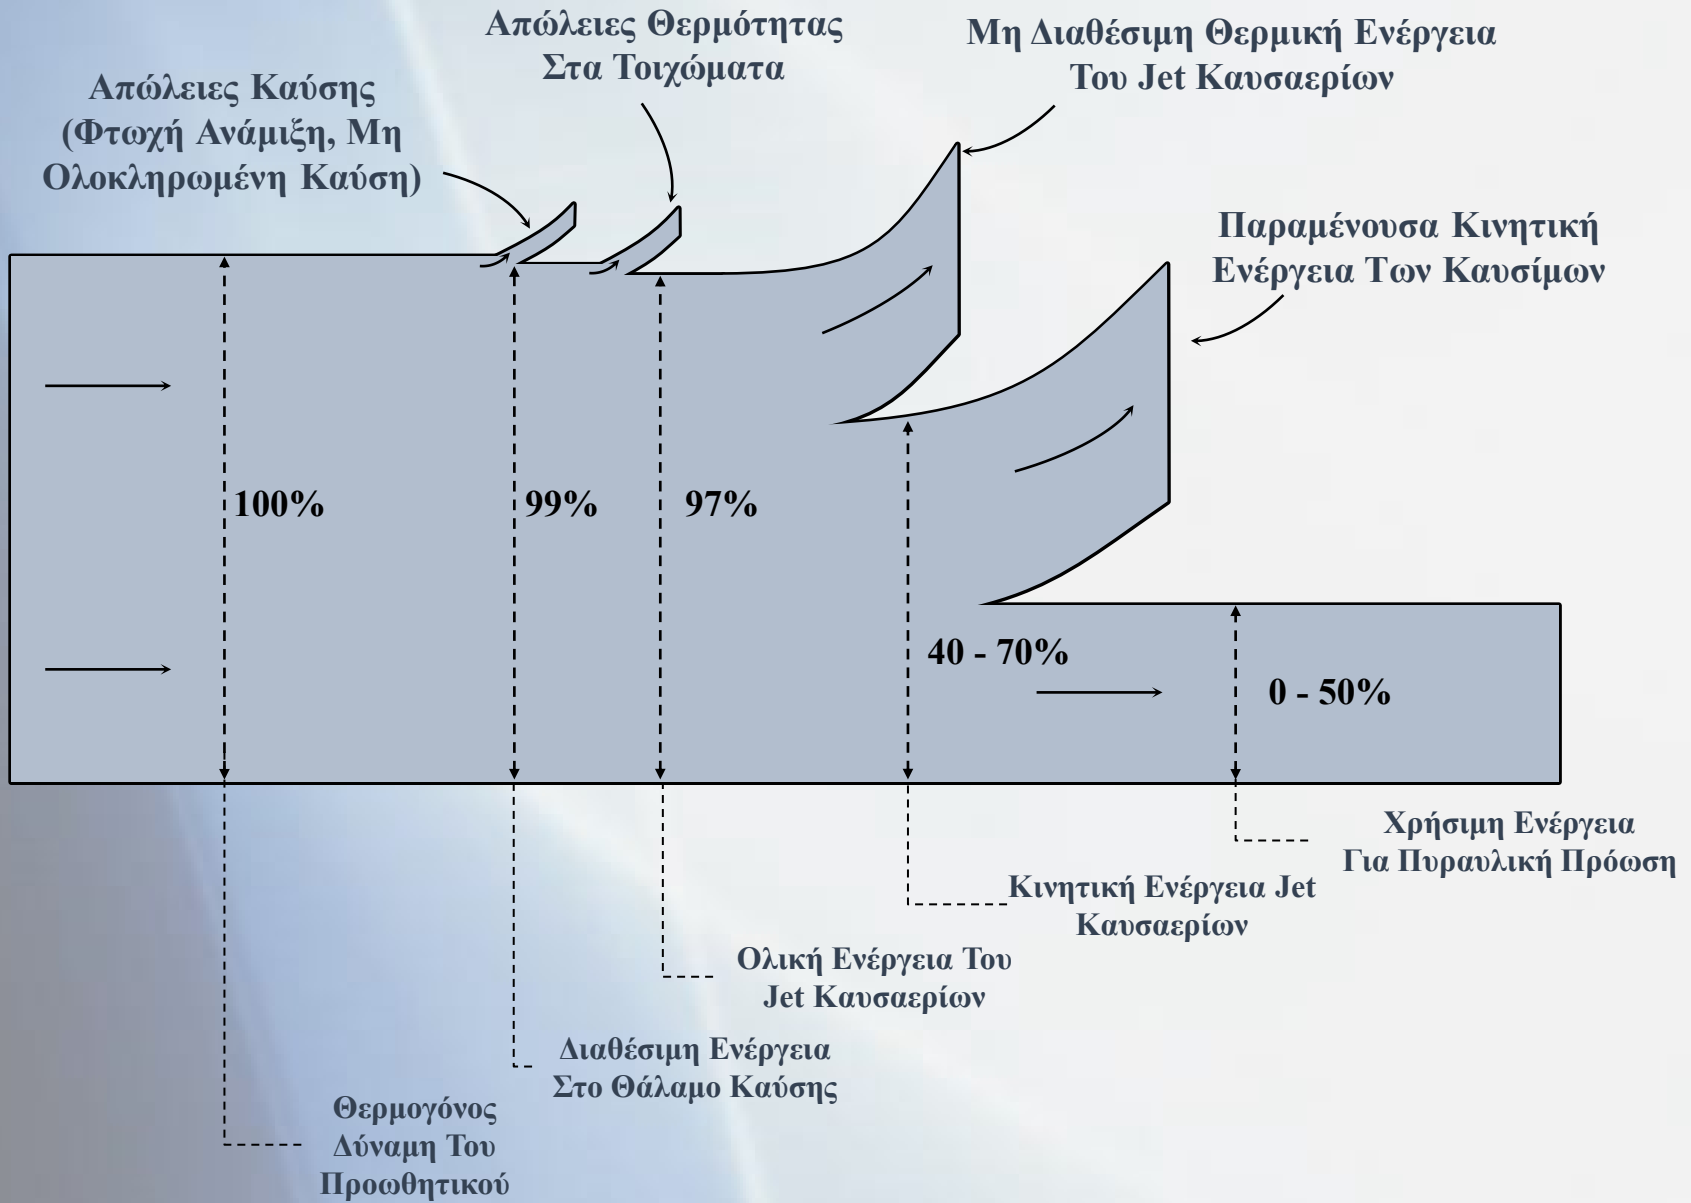 Απώλειες Θερμότητας
Στα Τοιχώματα
Μη Διαθέσιμη Θερμική Ενέργεια
Του Jet Καυσαερίων
Απώλειες Καύσης
(Φτωχή Ανάμιξη, Μη
Ολοκληρωμένη Καύση)
Παραμένουσα Κινητική
Ενέργεια Των Καυσίμων
100%
99%
97%
40 - 70%
0 - 50%
Χρήσιμη Ενέργεια
Για Πυραυλική Πρόωση
Κινητική Ενέργεια Jet
Καυσαερίων
Ολική Ενέργεια Του
Jet Καυσαερίων
Διαθέσιμη Ενέργεια
Στο Θάλαμο Καύσης
Θερμογόνος
Δύναμη Του
Προωθητικού